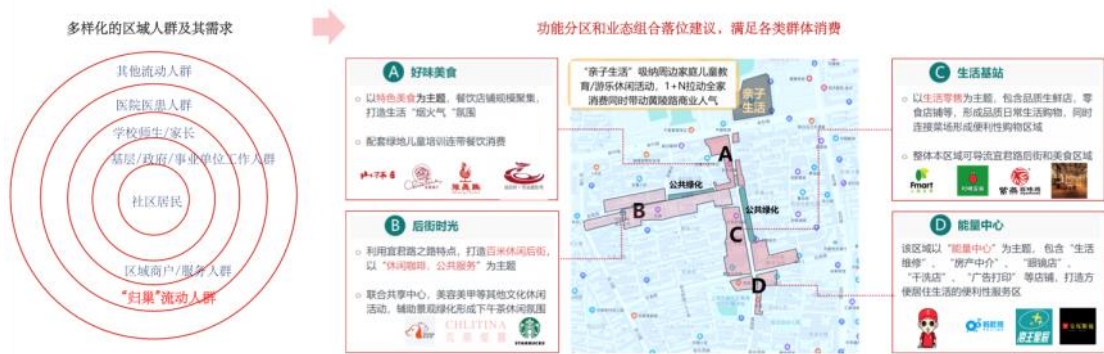 多样化的区域人群及其需求
功能分区和业态组合落位建议，满足各类群体消费
其他流动人群
医院医患人群
学校师生/家长
基层/政府/事业单位工作人群
社区居民
区域商户/服务人群
“归巢”流动人群
A 好味美食
以特色美食为主题，餐饮店铺规模聚集，
打造生活“烟火气“氛围
配套绿地儿童培训连带餐饮消费
B 后街时光
利用宜君路之路特点，打造百米休闲后街，
以“休闲咖啡、公共服务”为主题
联合共享中心，美容美甲等其他文化休闲
活动，辅助景观绿化形成下午茶休闲氛围
CHLITINA
克丽缇娜
STARBUCKS
“亲子生活”吸纳周边家庭儿童教
育/游乐休闲活动，1+N拉动全家
消费同时带动黄陵路商业人气
亲子
生活
A
公共绿化
B
公共绿化
C
D
C 生活基站
以生活零售为主题，包含品质生鲜店，零
食店铺等，形成品质日常生活购物，同时
连接菜场形成便利性购物区域
整体本区域可导流宜君路后街和美食区域
Fmart
紫燕百味鸡
D 能量中心
该区域以“能量中心”为主题，包含“生活
维修”、“房产中介”、“眼镜店”、
“干洗店”、“广告打印”等店铺，打造方
便居住生活的便利性服务区